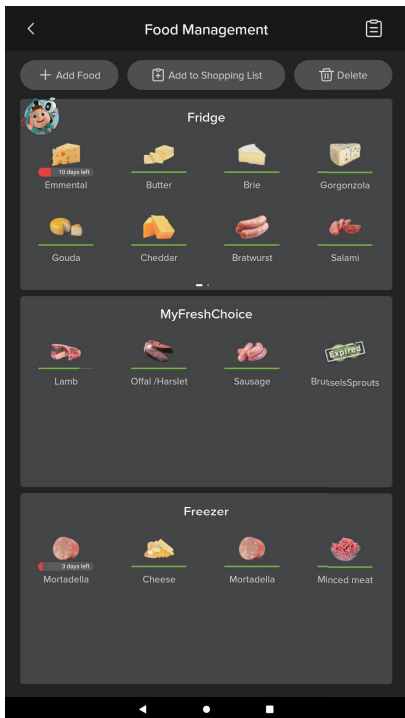 Food Management
+ Add Food
Add to Shopping List
Delete
Fridge
10 days left
Emmental
Butter
Brie
Gorgonzola
Gouda
Cheddar
Bratwurst
Salami
MyFreshChoice
Expired
Lamb
Offal /Harslet
Sausage
BrusselsSprouts
Freezer
3 days left
Mortadella
Cheese
Mortadella
Minced meat